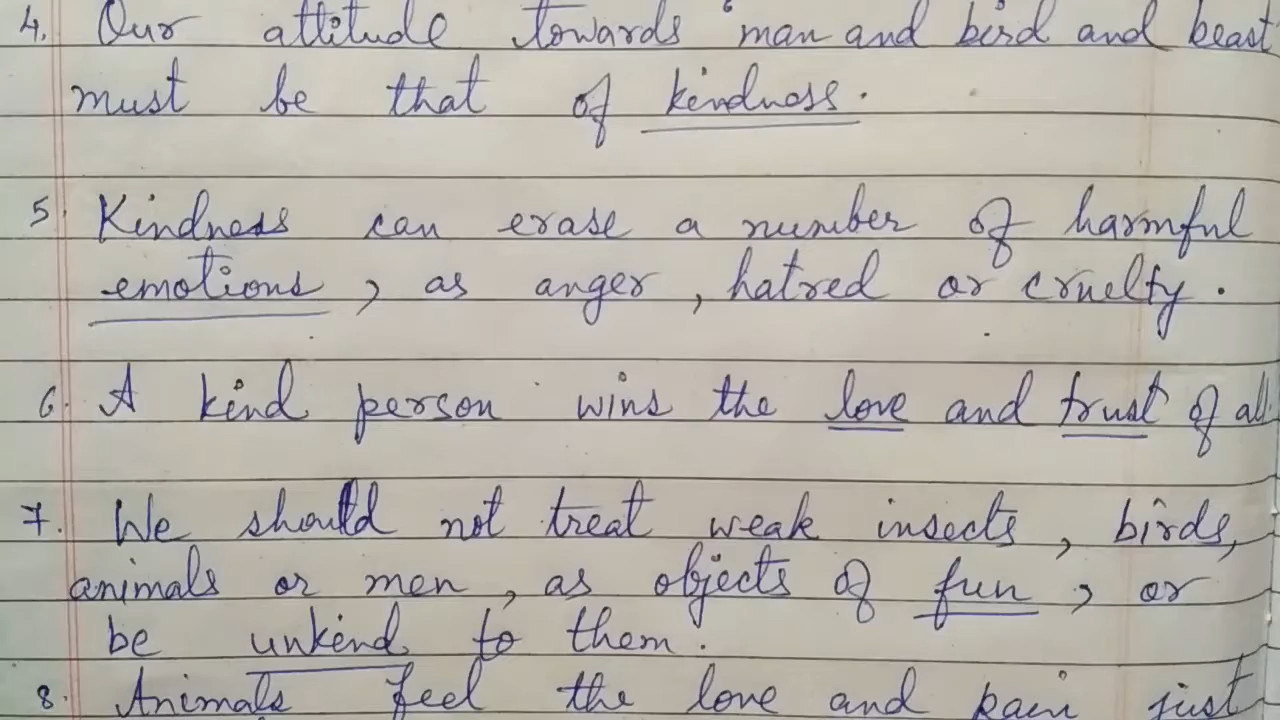 4. Our attitude towards 'man and bird and beast
must be that of kindness.
5. Kindness can erase a number of harmful
emotions, as anger, hatred or cruelty.
6. A kind person wins the love and trust of all.
7. We should not treat weak insects, birds,
animals or men, as objects of fun, or
be unkind to them.
8. Animals feel the love and pain just